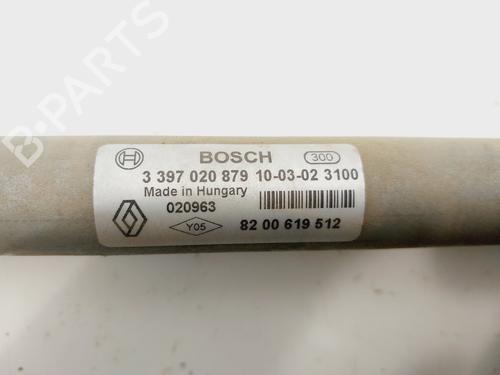 B-PARTS
BOSCH 300
3 397 020 879 10-03-02 3100
Made in Hungary
020963
Y05 82 00 619 512